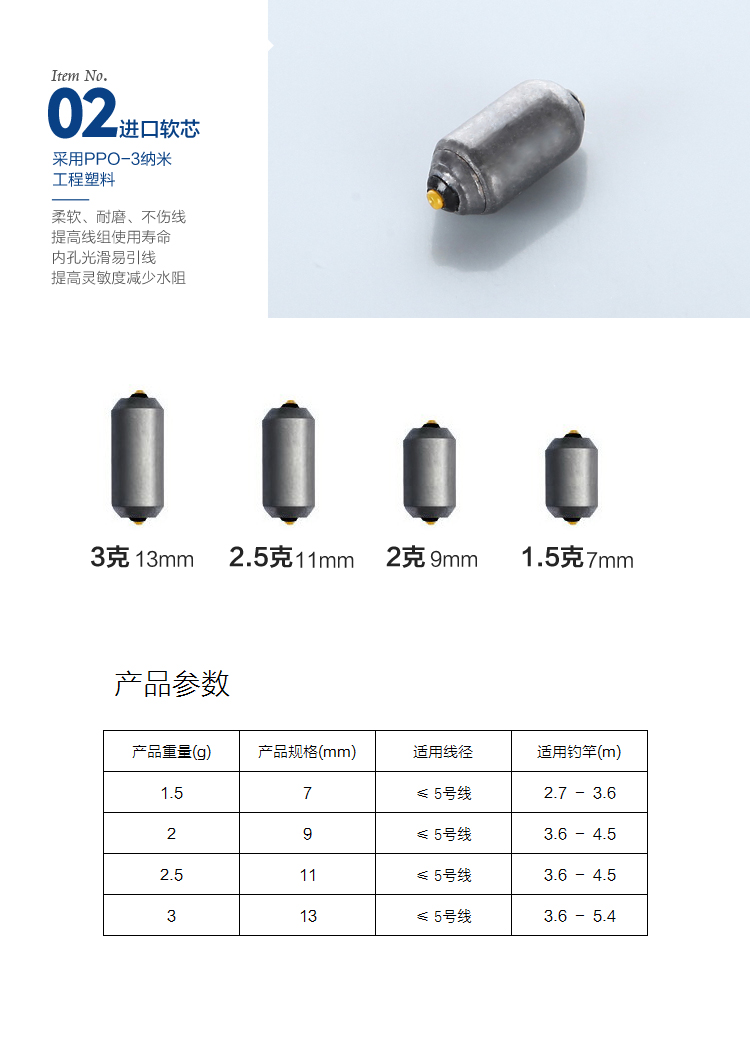 Item No.
02进口软芯
采用PPO-3纳米
工程塑料
柔软、耐磨、不伤线
提高线组使用寿命
内孔光滑易引线
提高灵敏度减少水阻
3克 13mm 2.5克 11mm 2克 9mm 1.5克 7mm
产品参数
产品重量(g) 产品规格(mm) 适用线径 适用钓竿(m)
1.5 7 ≤ 5号线 2.7 - 3.6
2 9 ≤ 5号线 3.6 - 4.5
2.5 11 ≤ 5号线 3.6 - 4.5
3 13 ≤ 5号线 3.6 - 5.4